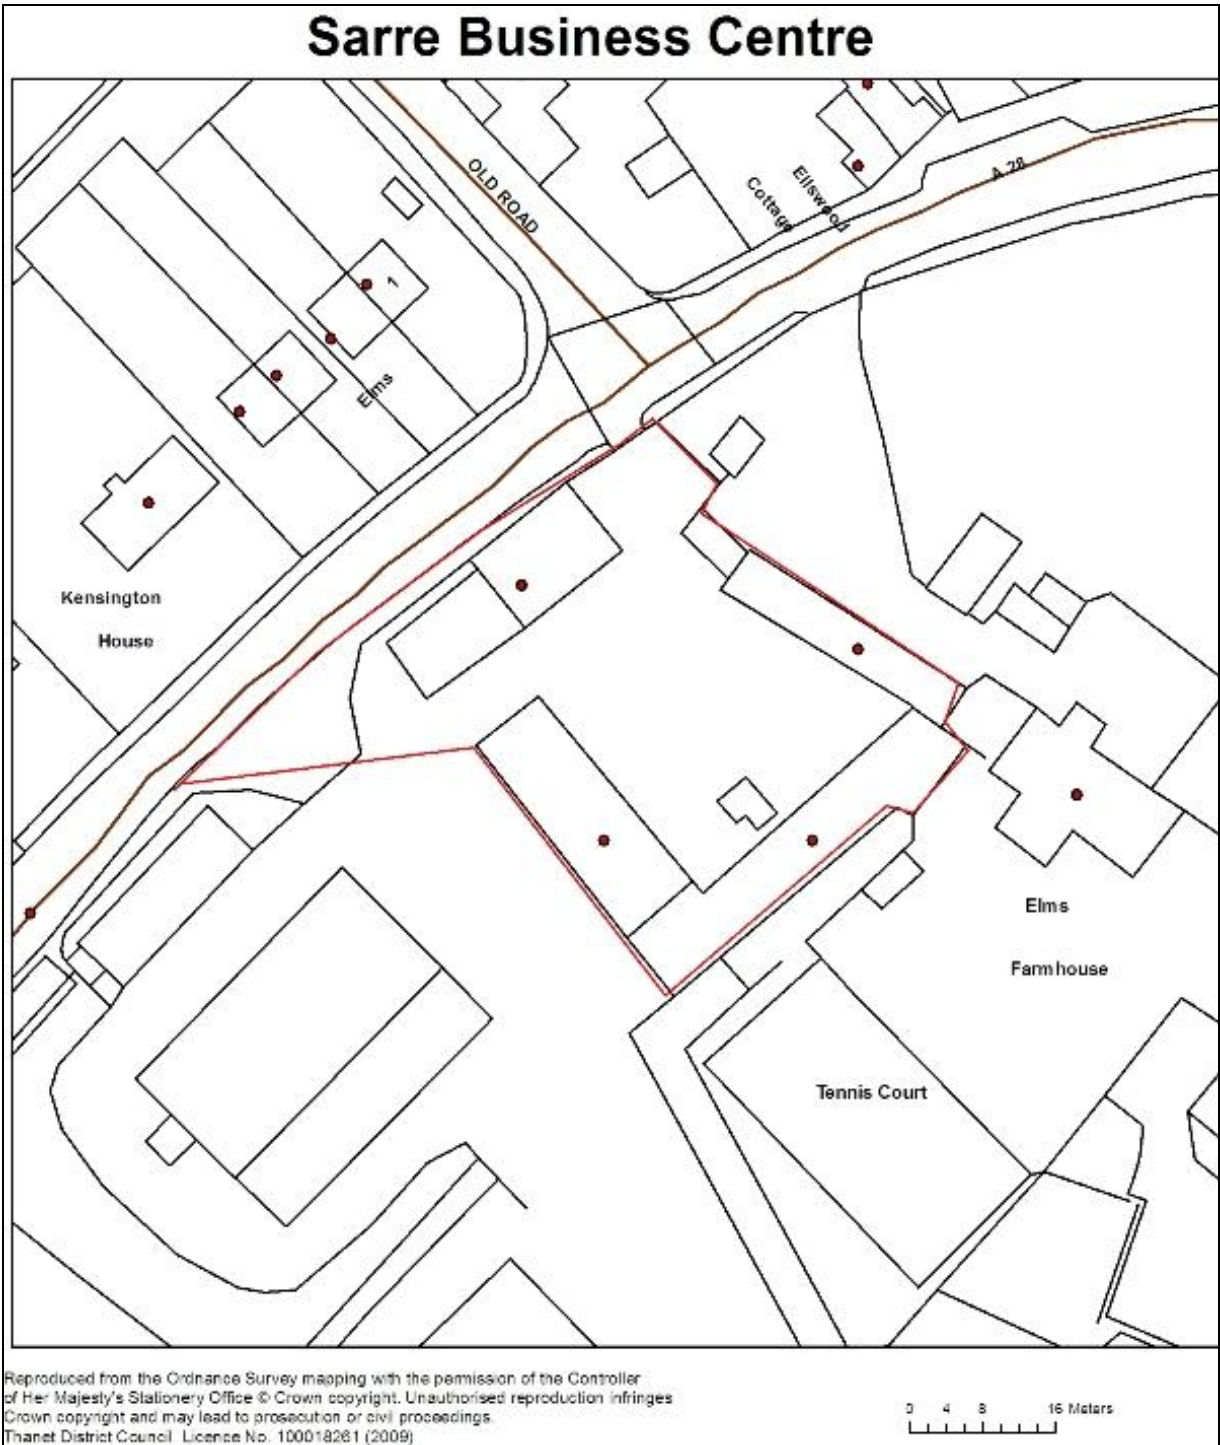 Sarre Business Centre
OLD ROAD
Ellswood
Cottage
A 28
1
Elms
Kensington
House
Elms
Farmhouse
Tennis Court
Reproduced from the Ordnance Survey mapping with the permission of the Controller
of Her Majesty's Stationery Office © Crown copyright. Unauthorised reproduction infringes
Crown copyright and may lead to prosecution or civil proceedings.
Thanet District Council Licence No. 100018261 (2009)
0 4 8 16 Meters